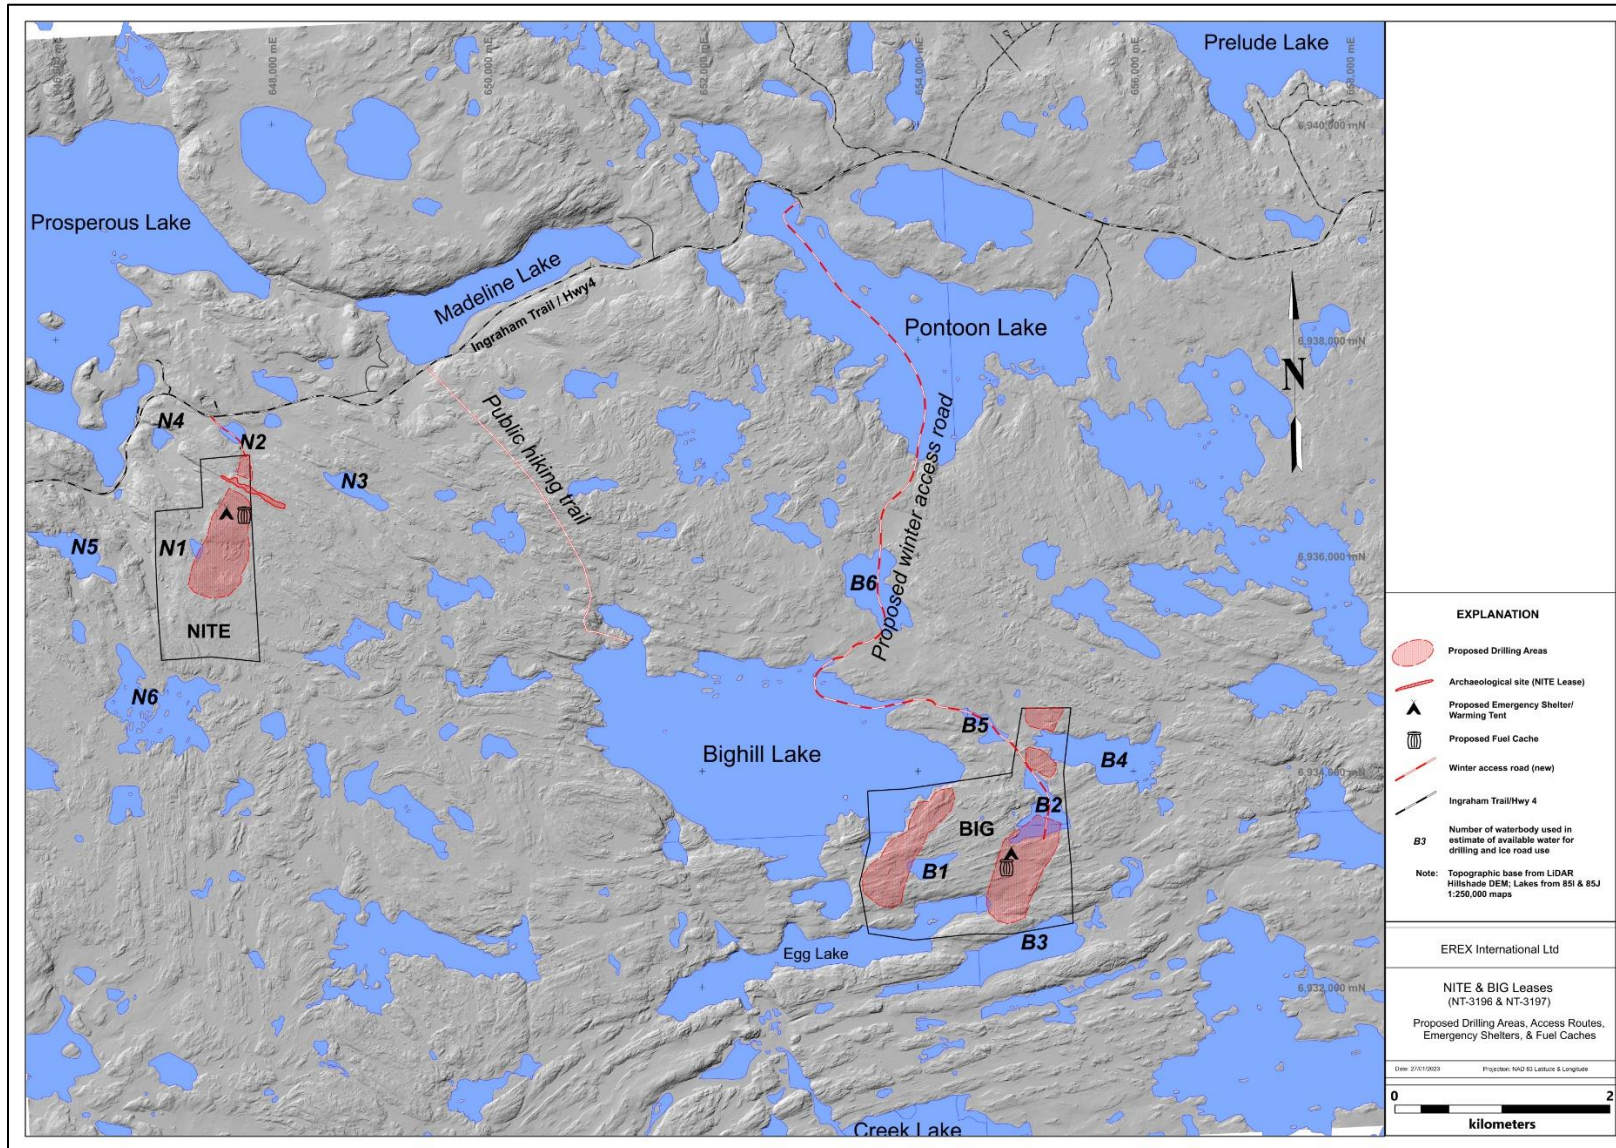 648,000 mE
650,000 mE
652,000 mE
654,000 mE
656,000 mE
658,000 mE
Prelude Lake
6,940,000 mN
Prosperous Lake
Madeline Lake
Ingraham Trail / Hwy4
Pontoon Lake
6,938,000 mN
N
Public hiking trail
Proposed winter access road
N4
N2
N3
N5
N1
6,936,000 mN
B6
NITE
N6
B5
Bighill Lake
B4
6,934,000 mN
B2
BIG
B1
B3
Egg Lake
6,932,000 mN
Creek Lake
EXPLANATION
Proposed Drilling Areas
Archaeological site (NITE Lease)
Proposed Emergency Shelter/
Warming Tent
Proposed Fuel Cache
Winter access road (new)
Ingraham Trail/Hwy 4
B3
Number of waterbody used in
estimate of available water for
drilling and ice road use
Note: Topographic base from LiDAR
Hillshade DEM; Lakes from 85I & 85J
1:250,000 maps
EREX International Ltd
NITE & BIG Leases
(NT-3196 & NT-3197)
Proposed Drilling Areas, Access Routes,
Emergency Shelters, & Fuel Caches
Date: 27/01/2023 Projection: NAD 83 Latitude & Longitude
0 2
kilometers